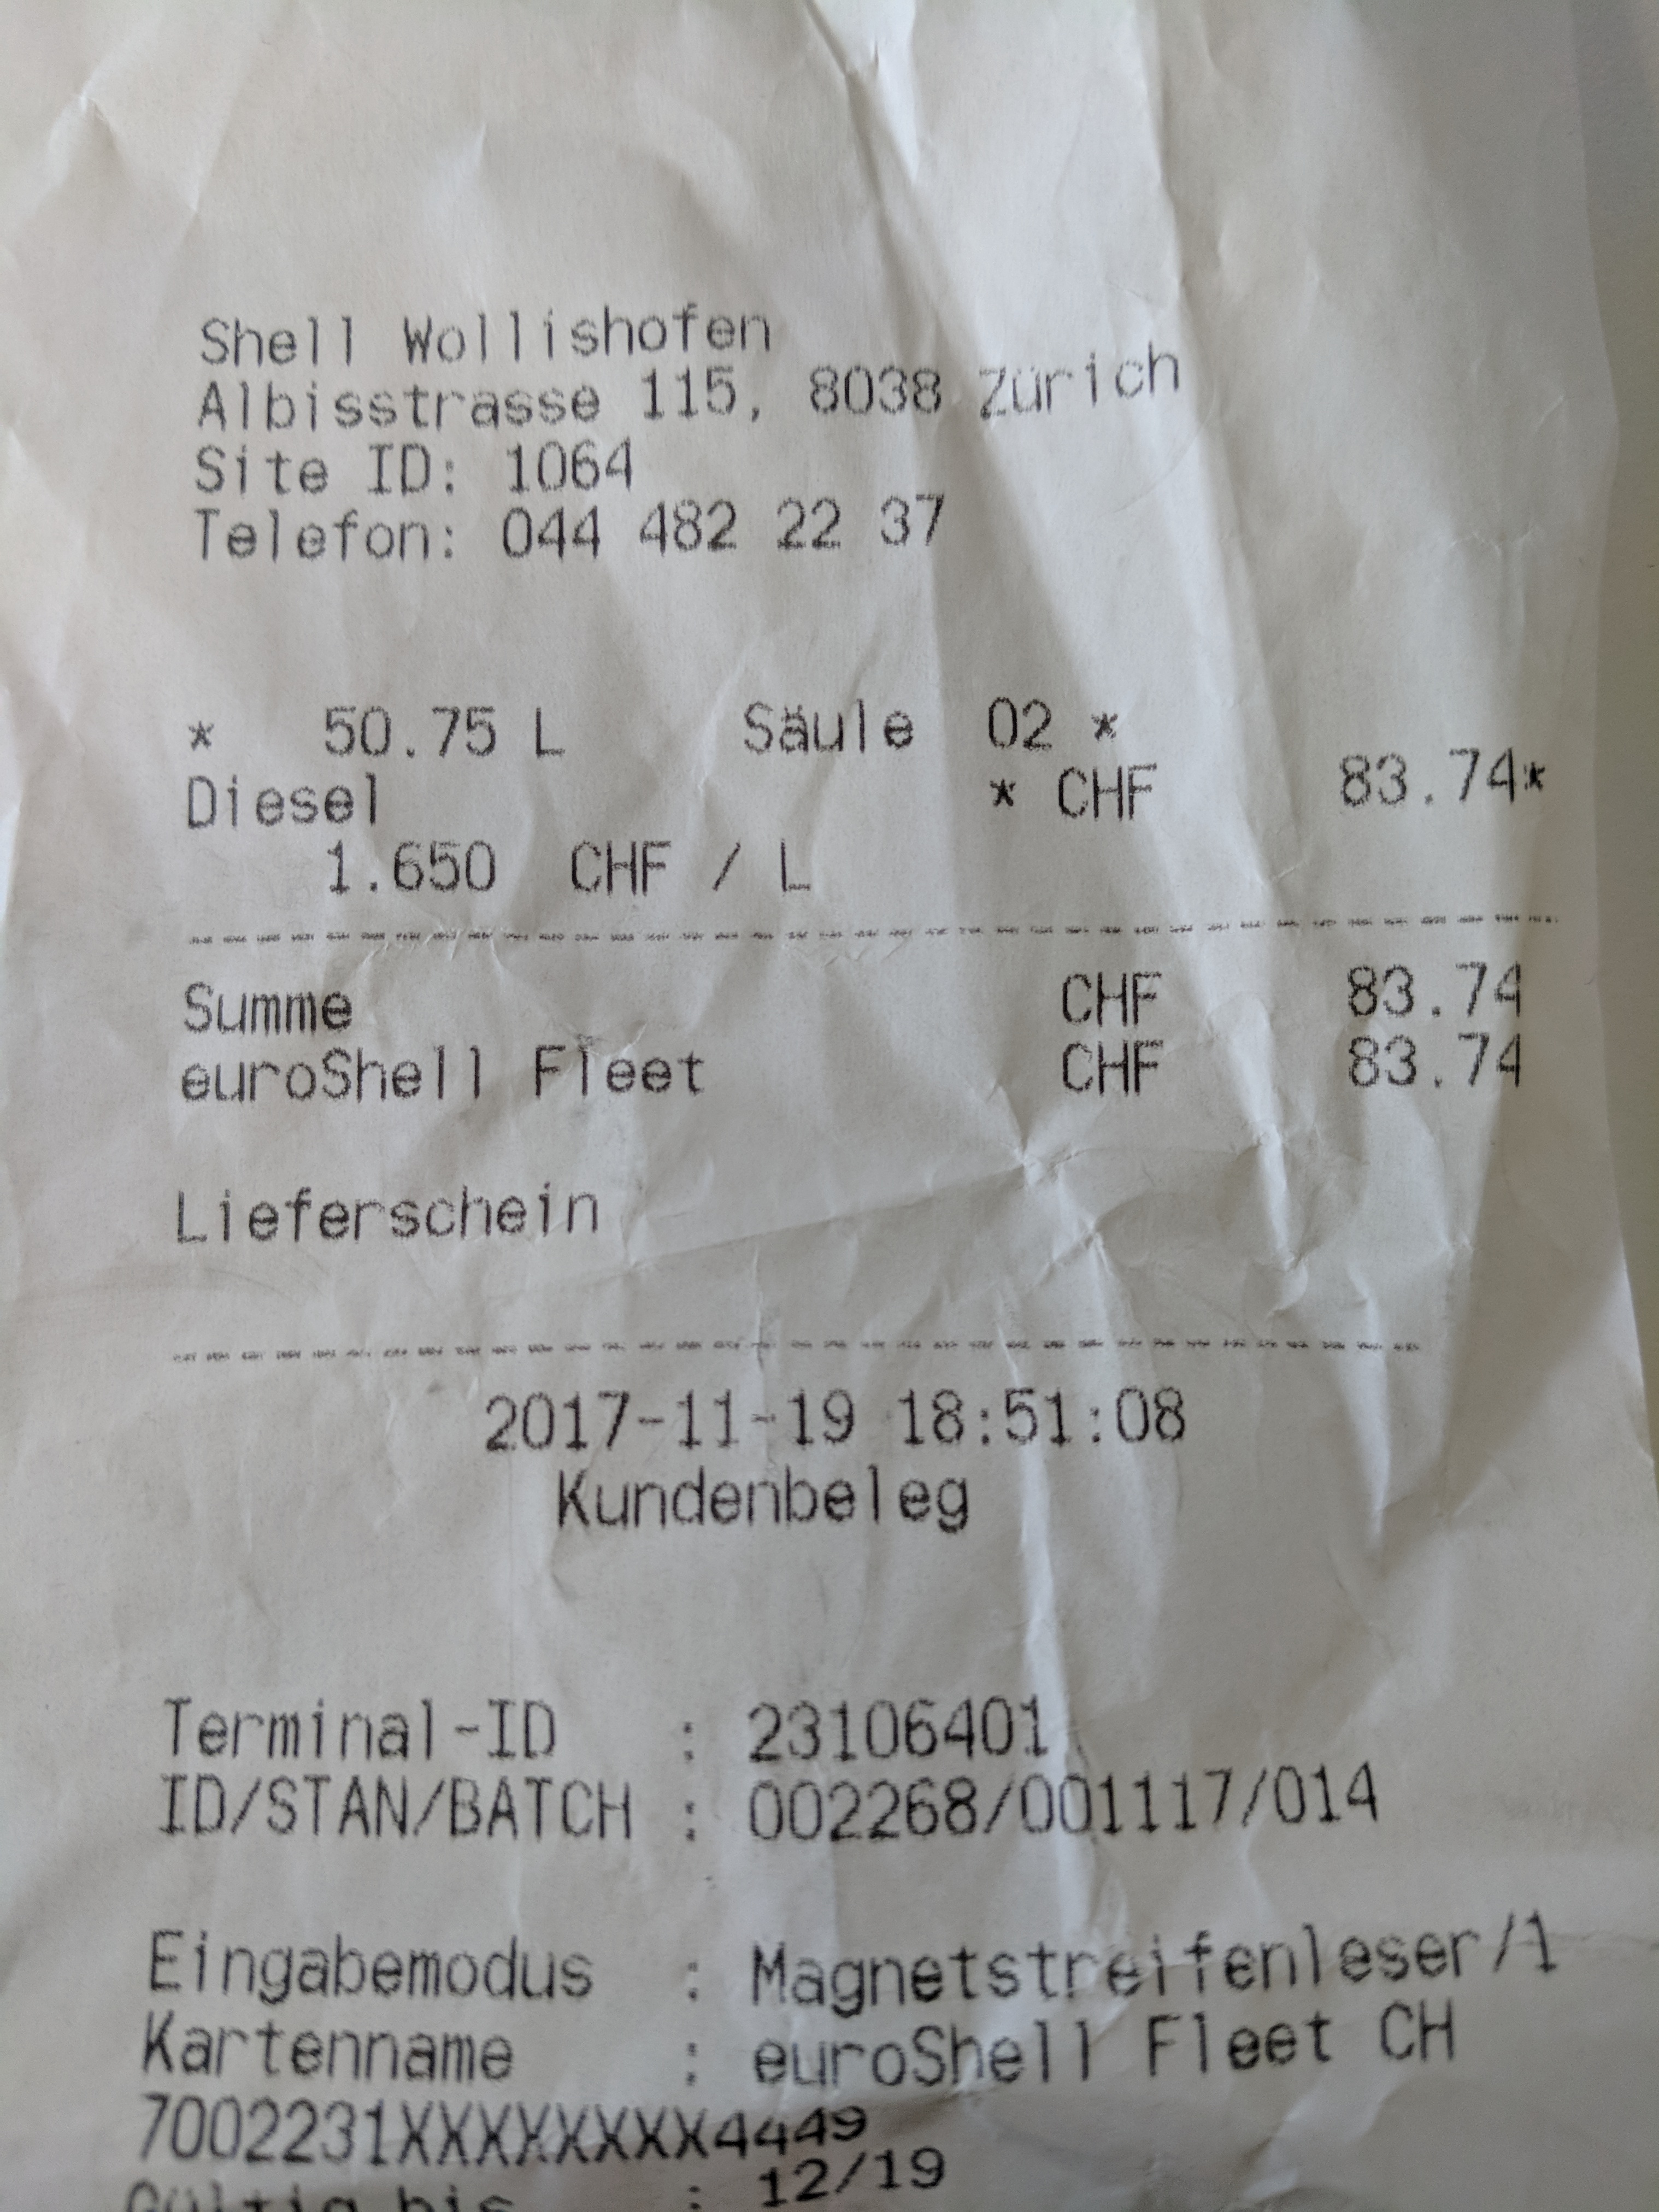 Shell Wollishofen
Albisstrasse 115, 8038 Zürich
Site ID: 1064
Telefon: 044 482 22 37
* 50.75 L Säule 02 *
Diesel * CHF 83.74*
1.650 CHF / L
Summe CHF 83.74
euroShell Fleet CHF 83.74
Lieferschein
2017-11-19 18:51:08
Kundenbeleg
Terminal-ID : 23106401
ID/STAN/BATCH : 002268/001117/014
Eingabemodus : Magnetstreifenleser/1
Kartenname : euroShell Fleet CH
7002231XXXXXXXX4449
Gültig bis : 12/19